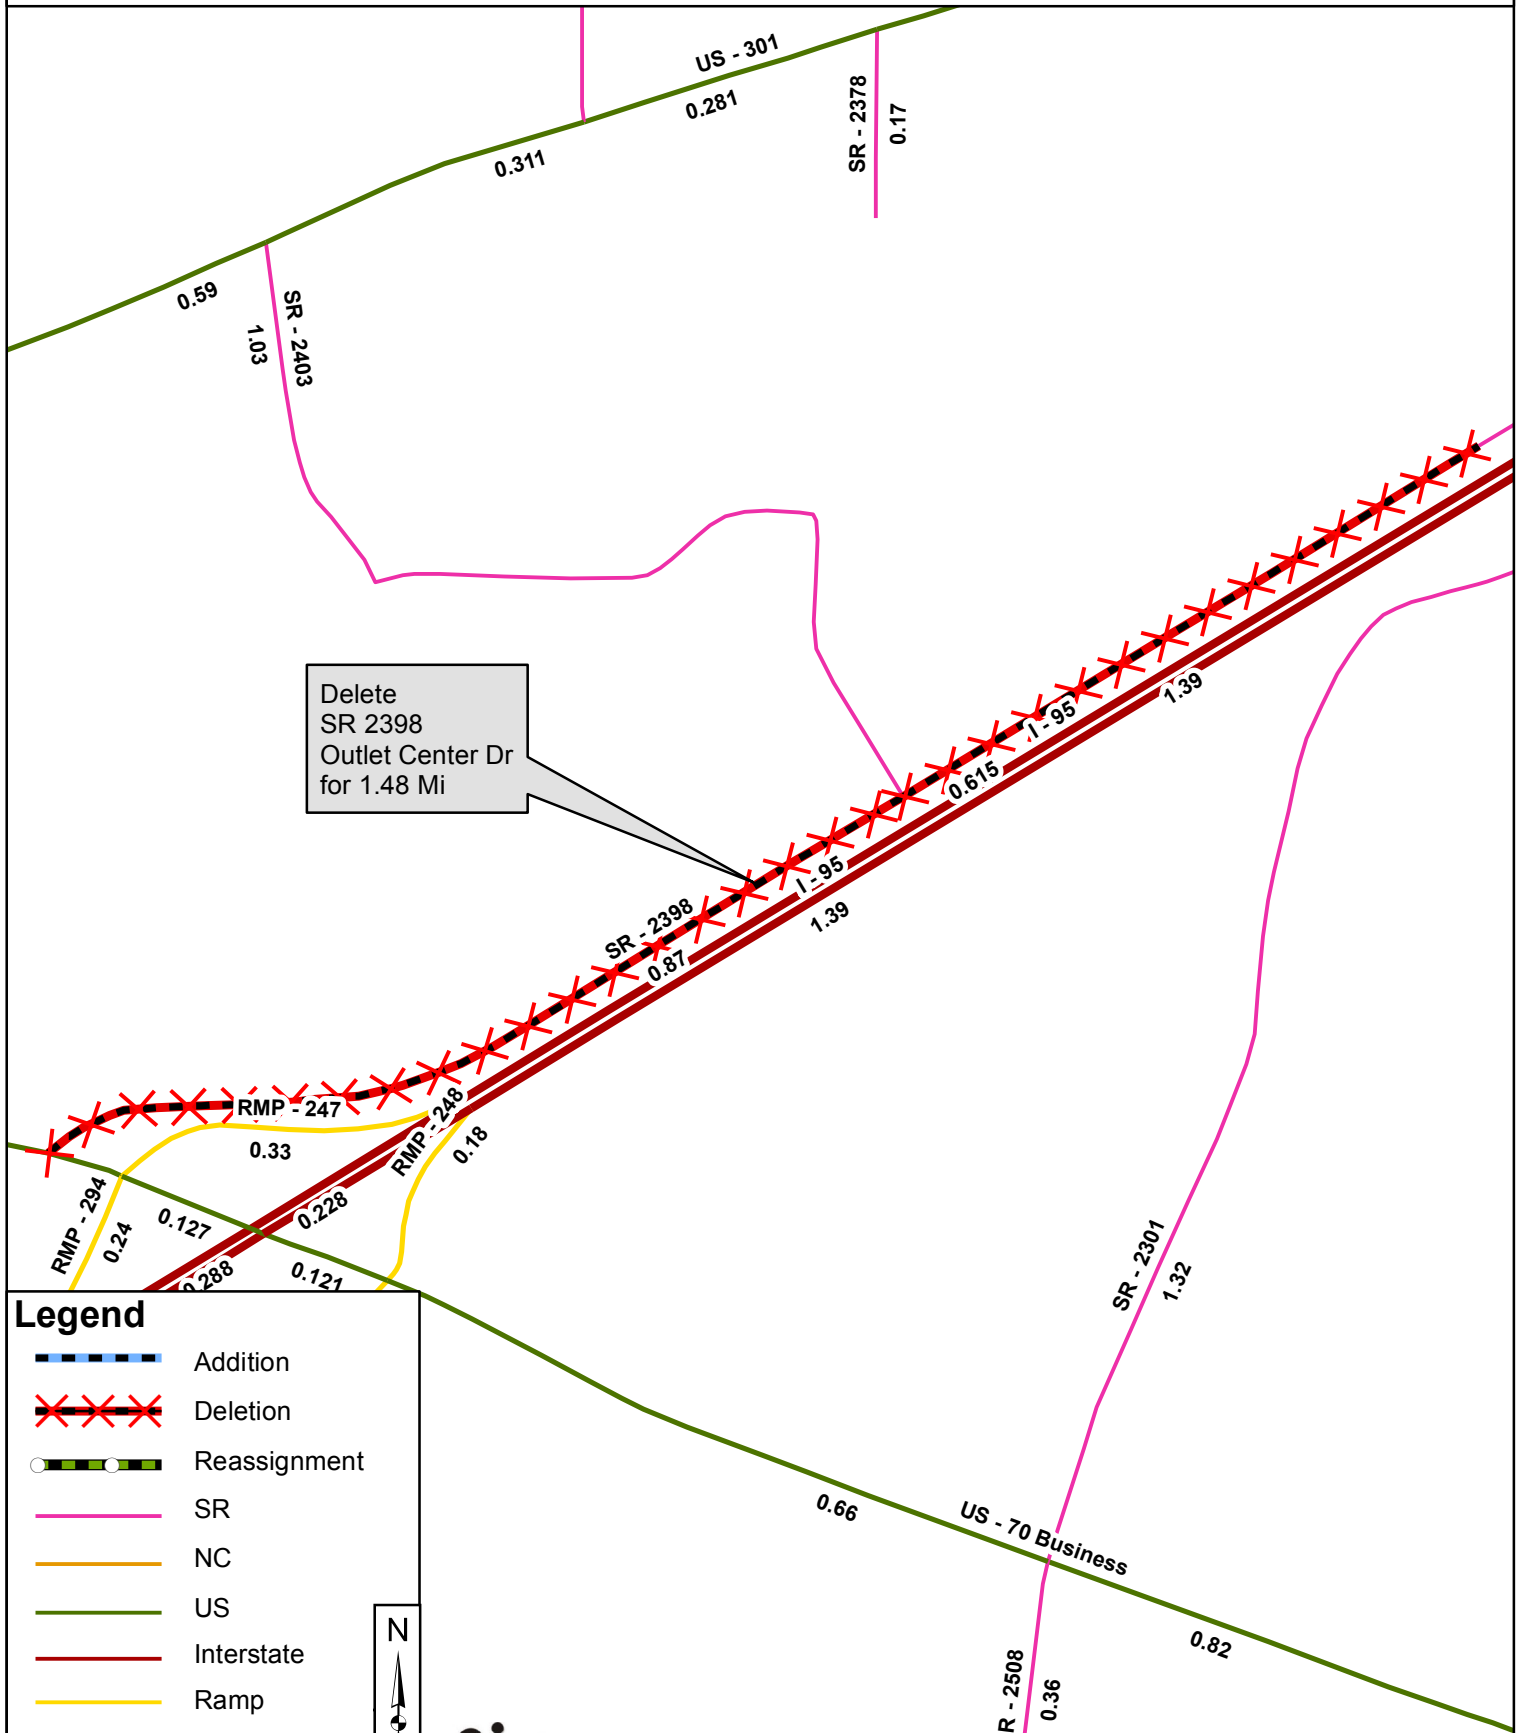 US - 301
0.281
SR - 2378
0.17
0.311
0.59
SR - 2403
1.03
Delete
SR 2398
Outlet Center Dr
for 1.48 Mi
I - 95
1.39
0.615
I - 95
1.39
SR - 2398
0.87
RMP - 247
0.33
RMP - 248
0.18
RMP - 294
0.24
0.127
0.228
0.288
0.121
SR - 2301
1.32
0.66
US - 70 Business
0.82
R - 2508
0.36
Legend
Addition
Deletion
Reassignment
SR
NC
US
Interstate
Ramp
N